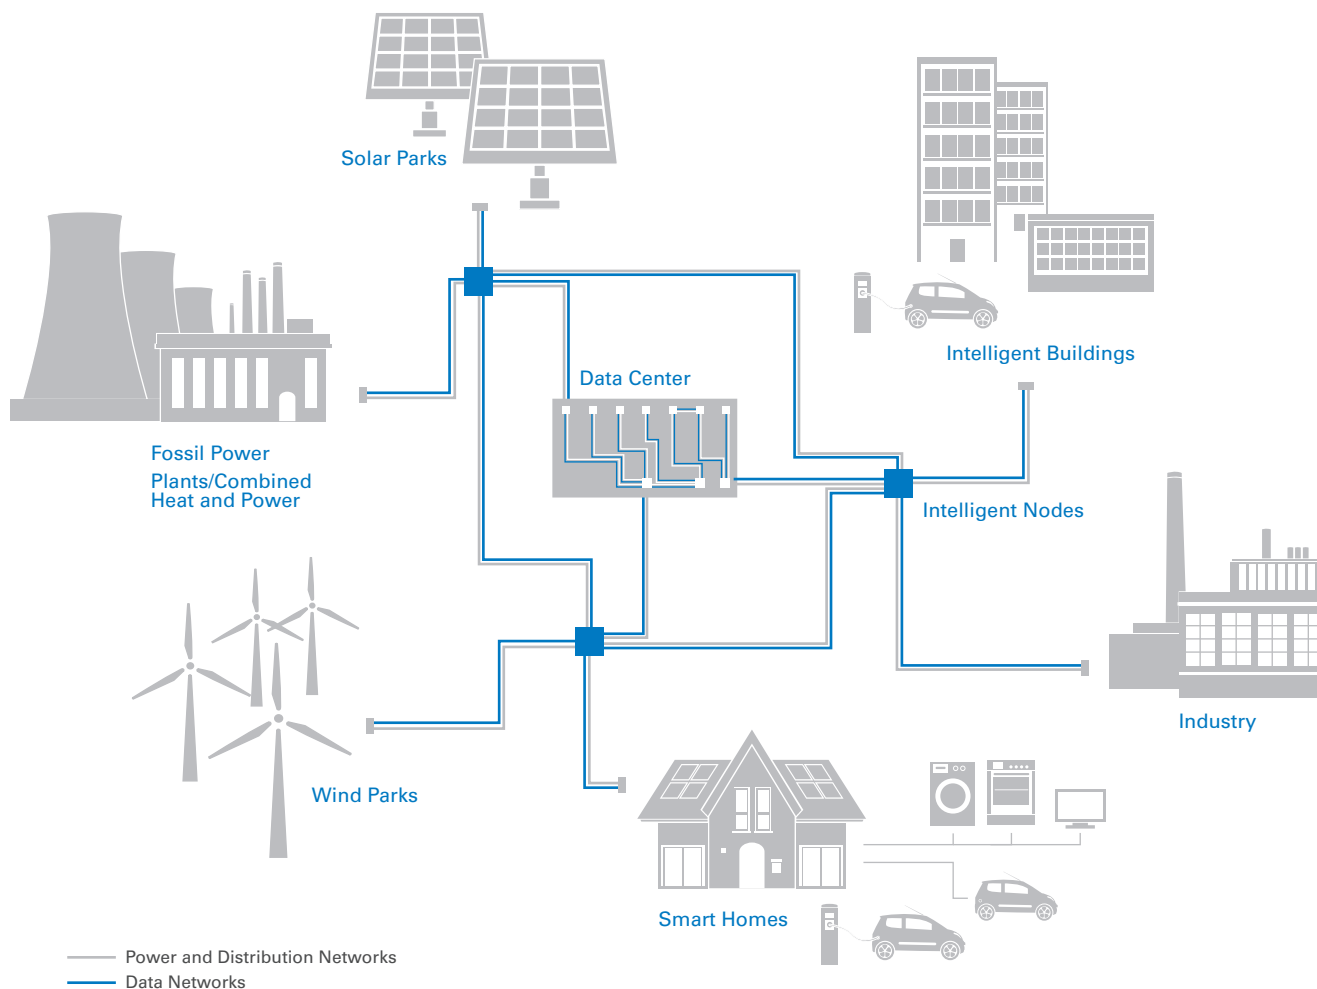 Solar Parks
Intelligent Buildings
Data Center
Fossil Power
Plants/Combined
Heat and Power
Intelligent Nodes
Industry
Wind Parks
Smart Homes
Power and Distribution Networks
Data Networks